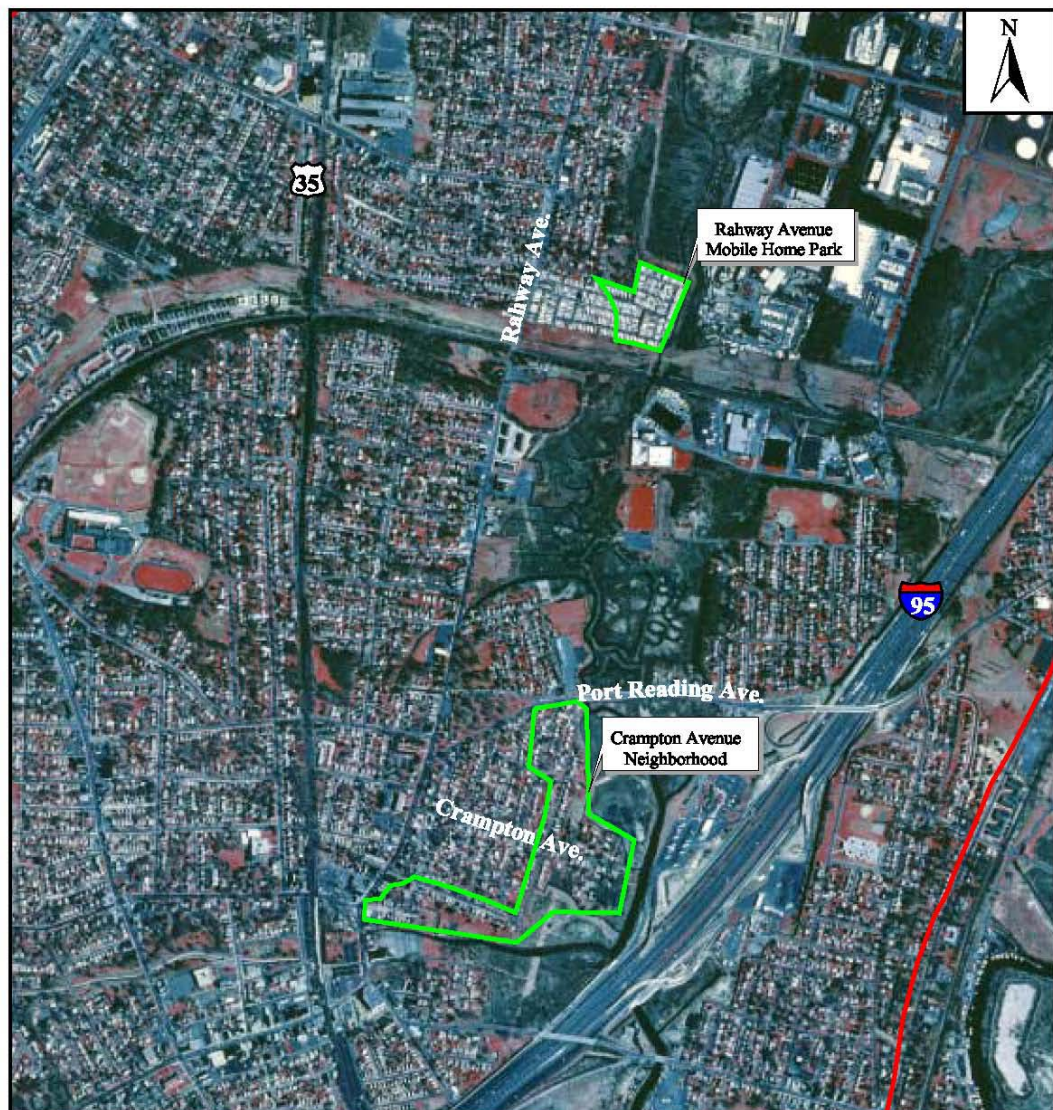 N
35
Rahway Avenue
Mobile Home Park
Rahway Ave.
95
Port Reading Ave.
Crampton Avenue
Neighborhood
Crampton Ave.